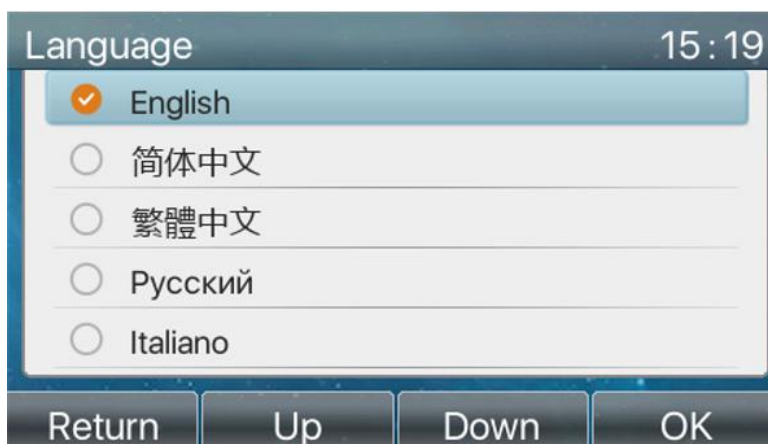 Language 15:19
English
简体中文
繁體中文
Русский
Italiano
Return Up Down OK